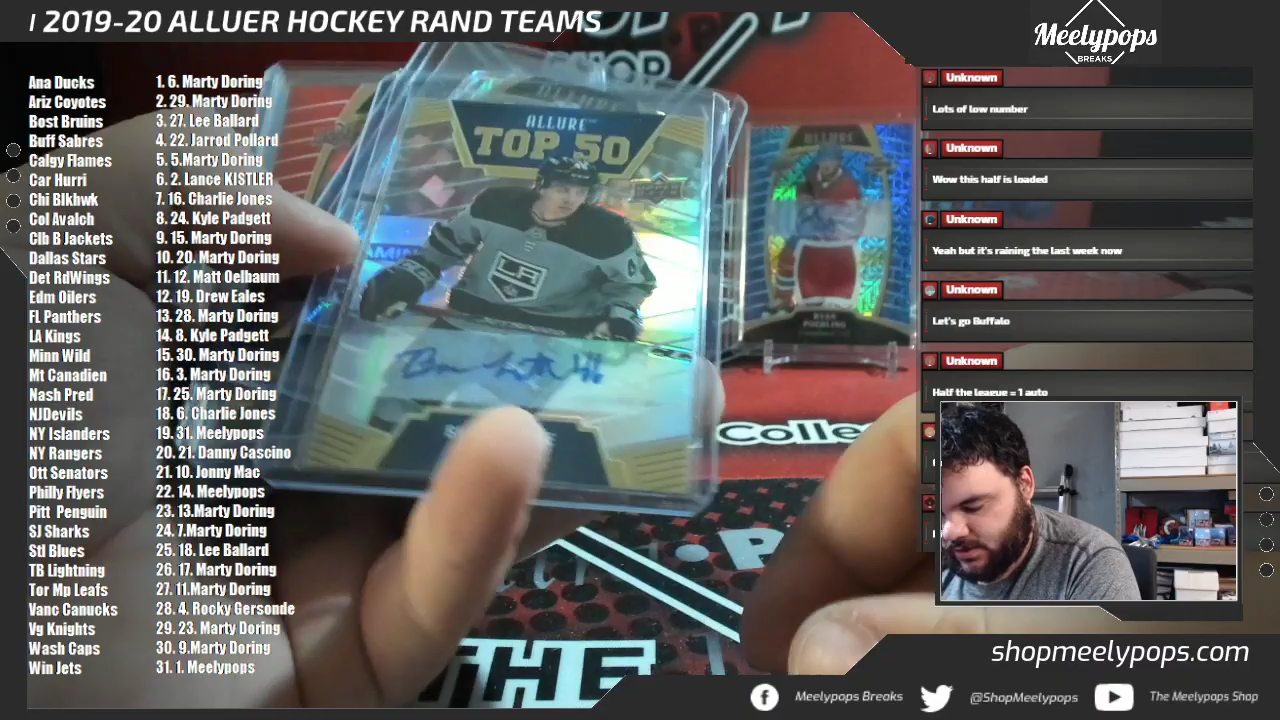 2019-20 ALLUER HOCKEY RAND TEAMS
Meelypops
BREAKS
Ana Ducks 1. 6. Marty Doring
Ariz Coyotes 2. 29. Marty Doring
Bost Bruins 3. 27. Lee Ballard
Buff Sabres 4. 22. Jarrod Pollard
Calgy Flames 5. 5.Marty Doring
Car Hurri 6. 2. Lance KISTLER
Chi Blkhwk 7. 16. Charlie Jones
Col Avalch 8. 24. Kyle Padgett
Clb B Jackets 9. 15. Marty Doring
Dallas Stars 10. 20. Marty Doring
Det RdWings 11. 12. Matt Oelbaum
Edm Oilers 12. 19. Drew Eales
FL Panthers 13. 28. Marty Doring
LA Kings 14. 8. Kyle Padgett
Minn Wild 15. 30. Marty Doring
Mt Canadien 16. 3. Marty Doring
Nash Pred 17. 25. Marty Doring
NJDevils 18. 6. Charlie Jones
NY Islanders 19. 31. Meelypops
NY Rangers 20. 21. Danny Cascino
Ott Senators 21. 10. Jonny Mac
Philly Flyers 22. 14. Meelypops
Pitt Penguin 23. 13.Marty Doring
SJ Sharks 24. 7.Marty Doring
Stl Blues 25. 18. Lee Ballard
TB Lightning 26. 17. Marty Doring
Tor Mp Leafs 27. 11.Marty Doring
Vanc Canucks 28. 4. Rocky Gersonde
Vg Knights 29. 23. Marty Doring
Wash Caps 30. 9.Marty Doring
Win Jets 31. 1. Meelypops
SHOP
ALLURE
TOP 50
ALLURE
RYAN
POEHLING
Colle
THE
Unknown
Lots of low number
Unknown
Wow this half is loaded
Unknown
Yeah but it's raining the last week now
Unknown
Let's go Buffalo
Unknown
Half the league = 1 auto
shopmeelypops.com
Meelypops Breaks
@ShopMeelypops
The Meelypops Shop